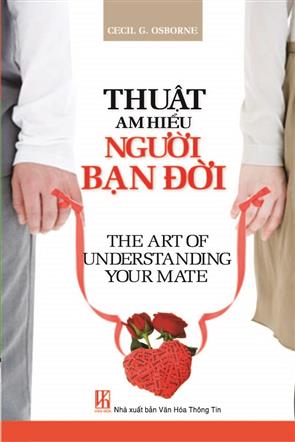 CECIL G. OSBORNE
THUẬT
AM HIỂU
NGƯỜI
BẠN ĐỜI
THE ART OF
UNDERSTANDING
YOUR MATE
Nhà xuất bản Văn Hóa Thông Tin